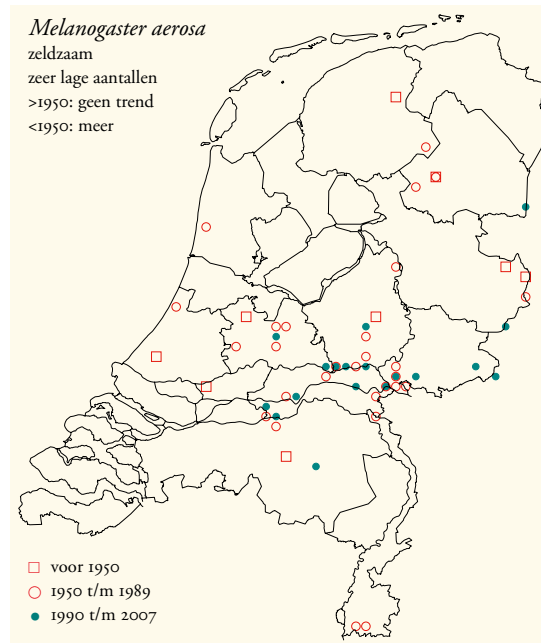 Melanogaster aerosa
zeldzaam
zeer lage aantallen
>1950: geen trend
<1950: meer
voor 1950
1950 t/m 1989
1990 t/m 2007